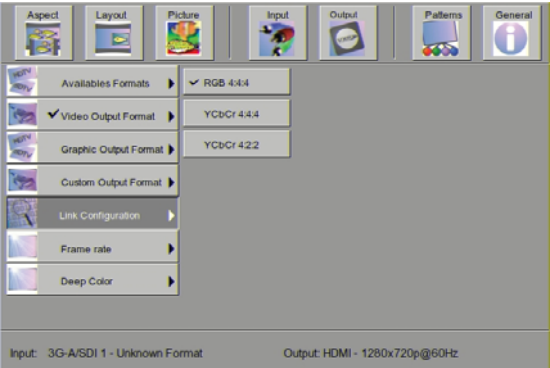 Aspect Layout Picture Input Output Patterns General
Availables Formats
✔ RGB 4:4:4
✔ Video Output Format
YCbCr 4:4:4
Graphic Output Format
YCbCr 4:2:2
Custom Output Format
Link Configuration
Frame rate
Deep Color
Input: 3G-A/SDI 1 - Unknown Format Output: HDMI - 1280x720p@60Hz